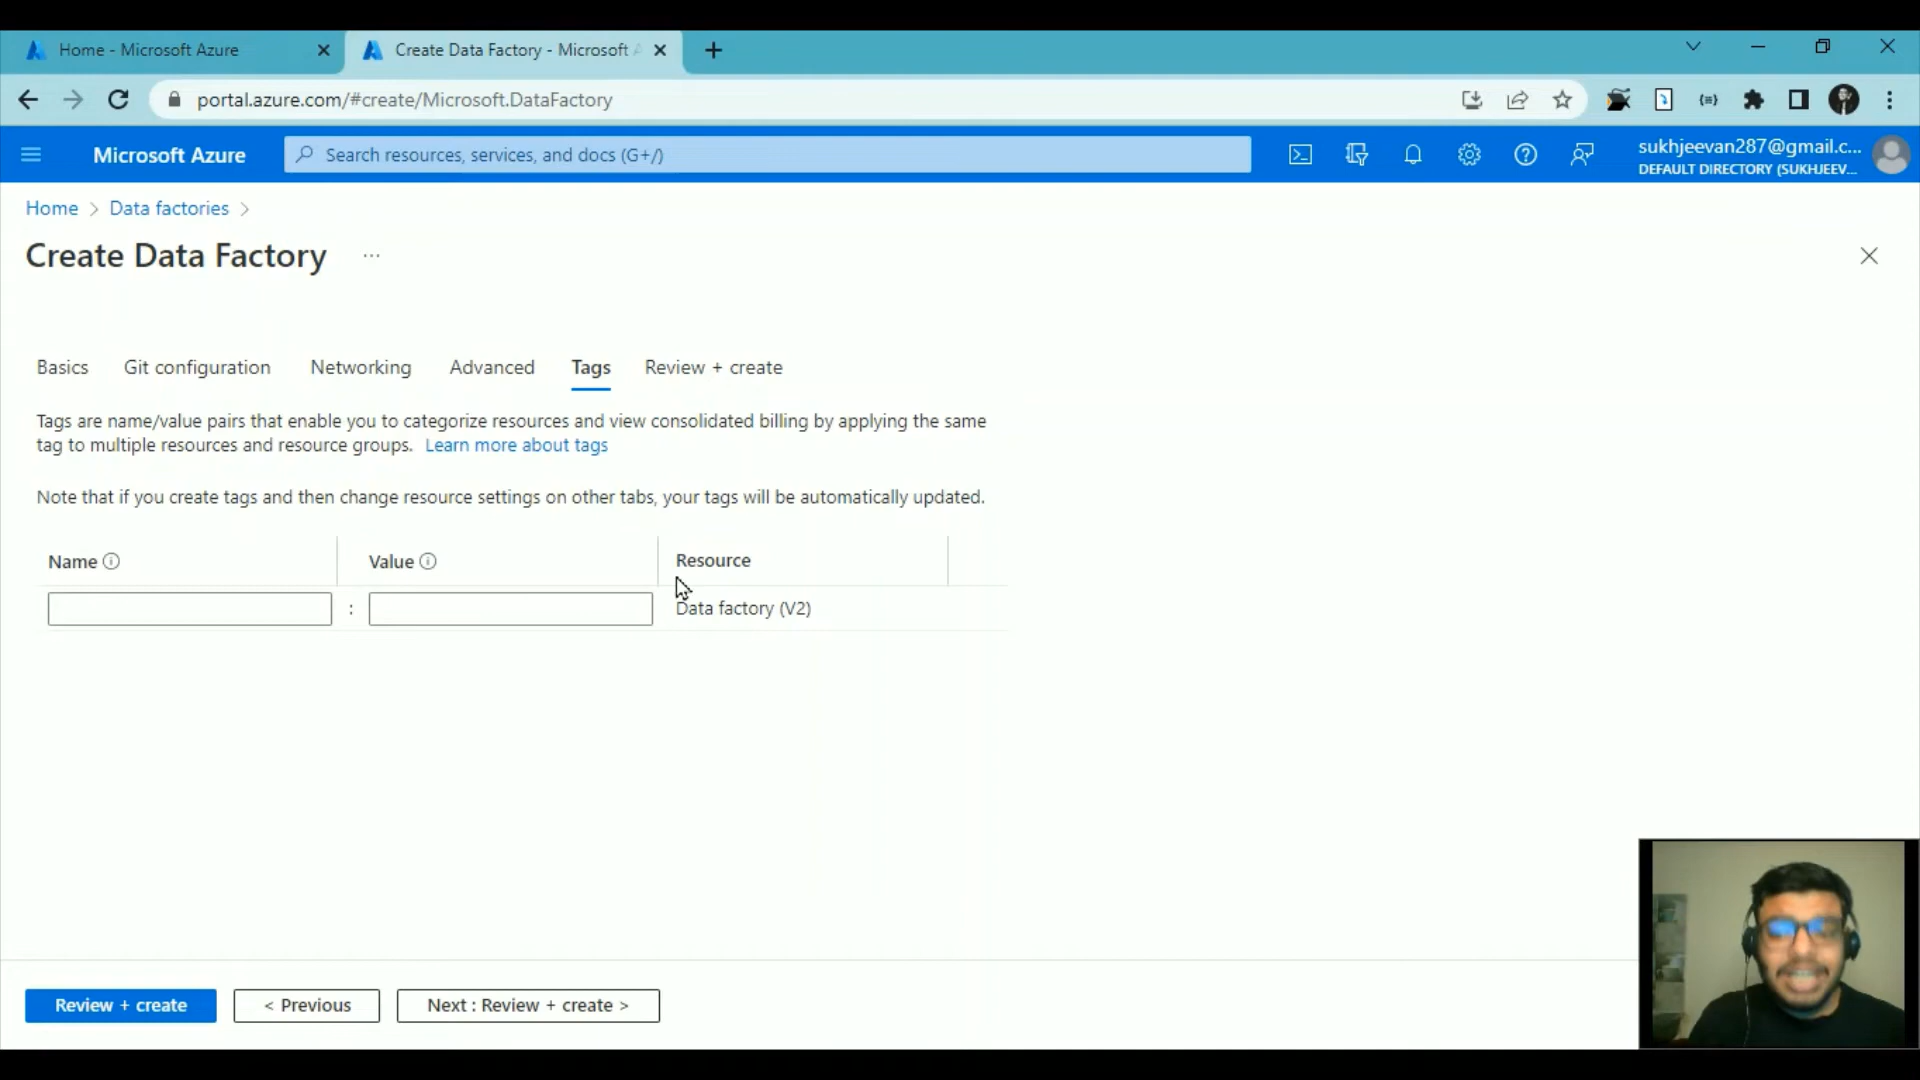 Home - Microsoft Azure
Create Data Factory - Microsoft
portal.azure.com/#create/Microsoft.DataFactory
Microsoft Azure
Search resources, services, and docs (G+/)
sukhjeevan287@gmail.c...
DEFAULT DIRECTORY (SUKHJEEV...
Home > Data factories >
Create Data Factory ...
Basics Git configuration Networking Advanced Tags Review + create
Tags are name/value pairs that enable you to categorize resources and view consolidated billing by applying the same
tag to multiple resources and resource groups. Learn more about tags
Note that if you create tags and then change resource settings on other tabs, your tags will be automatically updated.
Name Value Resource
: Data factory (V2)
Review + create < Previous Next : Review + create >